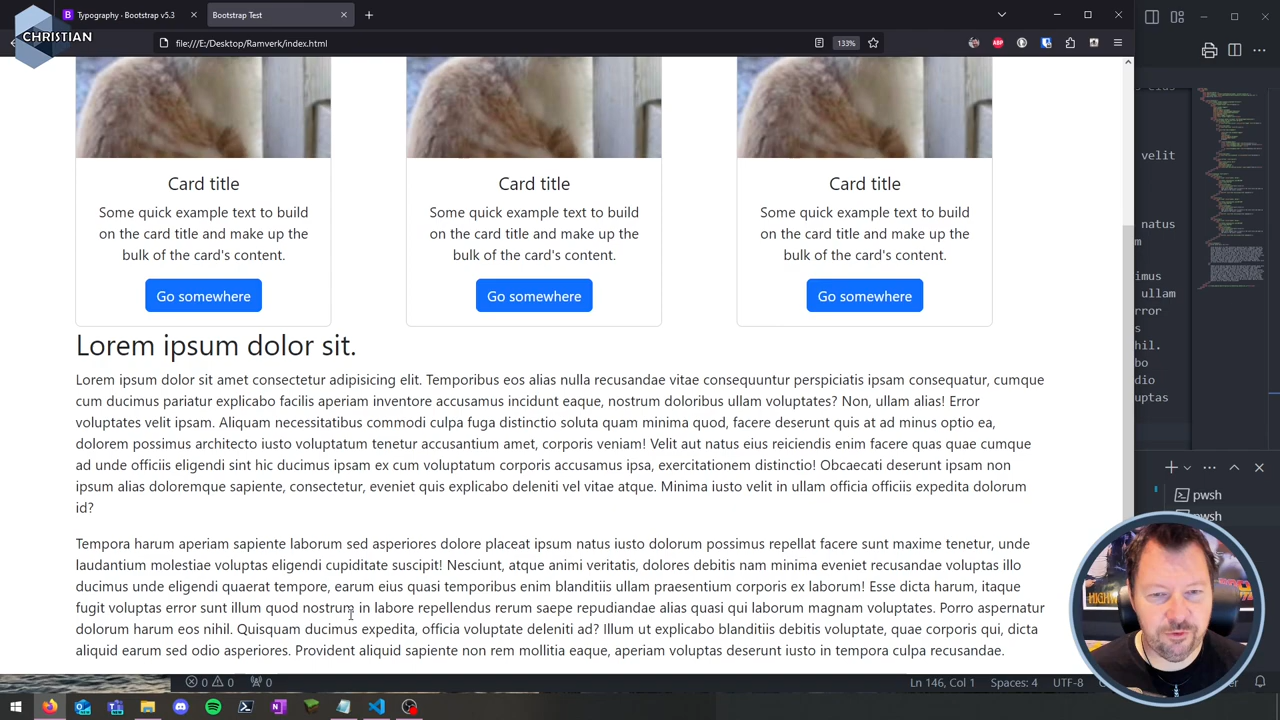 Typography · Bootstrap v5.3
Bootstrap Test
CHRISTIAN
file:///E:/Desktop/Ramverk/index.html
133%
ABP
Card title
Some quick example text to build
on the card title and make up the
bulk of the card's content.
Go somewhere
Card title
Some quick example text to build
on the card title and make up the
bulk of the card's content.
Go somewhere
Card title
Some quick example text to build
on the card title and make up the
bulk of the card's content.
Go somewhere
Lorem ipsum dolor sit.
Lorem ipsum dolor sit amet consectetur adipisicing elit. Temporibus eos alias nulla recusandae vitae consequuntur perspiciatis ipsam consequatur, cumque
cum ducimus pariatur explicabo facilis aperiam inventore accusamus incidunt eaque, nostrum doloribus ullam voluptates? Non, ullam alias! Error
voluptates velit ipsam. Aliquam necessitatibus commodi culpa fuga distinctio soluta quam minima quod, facere deserunt quis at ad minus optio ea,
dolorem possimus architecto iusto voluptatum tenetur accusantium amet, corporis veniam! Velit aut natus eius reiciendis enim facere quas quae cumque
ad unde officiis eligendi sint hic ducimus ipsam ex cum voluptatum corporis accusamus ipsa, exercitationem distinctio! Obcaecati deserunt ipsam non
ipsum alias doloremque sapiente, consectetur, eveniet quis explicabo deleniti vel vitae atque. Minima iusto velit in ullam officia officiis expedita dolorum
id?
Tempora harum aperiam sapiente laborum sed asperiores dolore placeat ipsum natus iusto dolorum possimus repellat facere sunt maxime tenetur, unde
laudantium molestiae voluptas eligendi cupiditate suscipit! Nesciunt, atque animi veritatis, dolores debitis nam minima eveniet recusandae voluptas illo
ducimus unde eligendi quaerat tempore, earum eius quasi temporibus enim blanditiis ullam praesentium corporis ex laborum! Esse dicta harum, itaque
fugit voluptas error sunt illum quod nostrum in labore repellendus rerum saepe repudiandae alias quasi qui laborum magnam voluptates. Porro aspernatur
dolorum harum eos nihil. Quisquam ducimus expedita, officia voluptate deleniti ad? Illum ut explicabo blanditiis debitis voluptate, quae corporis qui, dicta
aliquid earum sed odio asperiores. Provident aliquid sapiente non rem mollitia eaque, aperiam voluptas deserunt iusto in tempora culpa recusandae.
velit
natus
m
imus
ullam
rror
s
hil.
bo
dio
uptas
pwsh
pwsh
0
0
0
Ln 146, Col 1
Spaces: 4
UTF-8